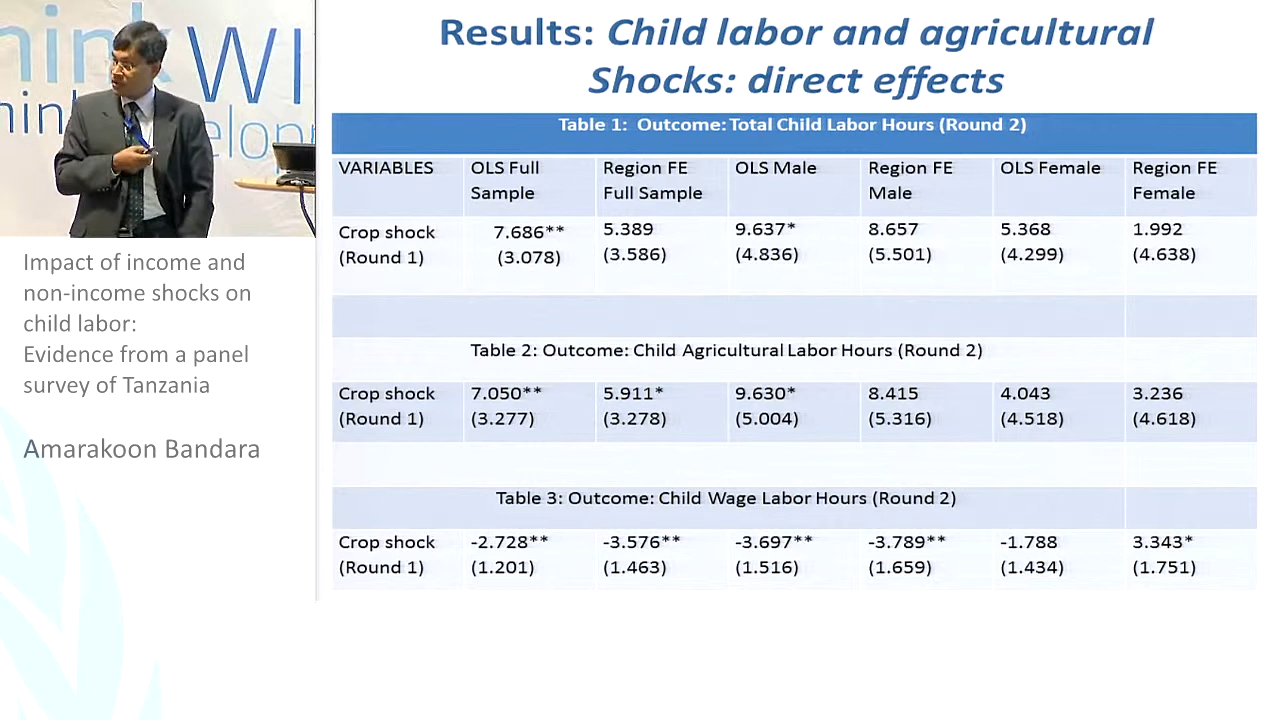 Results: Child labor and agricultural
Shocks: direct effects
Table 1: Outcome: Total Child Labor Hours (Round 2)
VARIABLES OLS Full Sample Region FE Full Sample OLS Male Region FE Male OLS Female Region FE Female
Crop shock 7.686** 5.389 9.637* 8.657 5.368 1.992
(Round 1) (3.078) (3.586) (4.836) (5.501) (4.299) (4.638)
Table 2: Outcome: Child Agricultural Labor Hours (Round 2)
Crop shock 7.050** 5.911* 9.630* 8.415 4.043 3.236
(Round 1) (3.277) (3.278) (5.004) (5.316) (4.518) (4.618)
Table 3: Outcome: Child Wage Labor Hours (Round 2)
Crop shock -2.728** -3.576** -3.697** -3.789** -1.788 3.343*
(Round 1) (1.201) (1.463) (1.516) (1.659) (1.434) (1.751)
Impact of income and
non-income shocks on
child labor:
Evidence from a panel
survey of Tanzania
Amarakoon Bandara